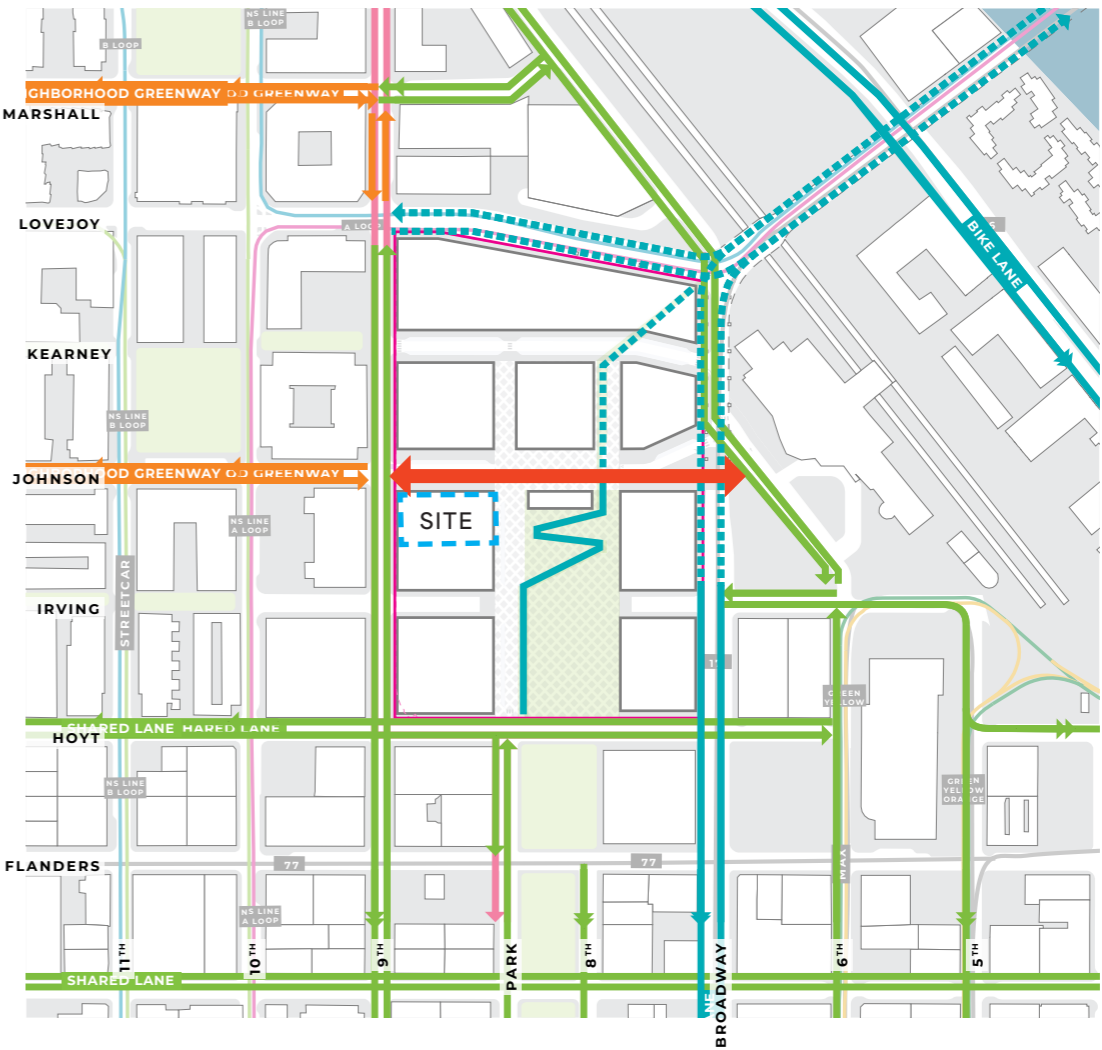 NS LINE
B LOOP
B LOOP
GHBORHOOD GREENWAY
OD GREENWAY
MARSHALL
LOVEJOY
A LOOP
BIKE LANE
KEARNEY
NS LINE
B LOOP
OD GREENWAY
OD GREENWAY
JOHNSON
SITE
NS LINE
A LOOP
STREETCAR
IRVING
GREEN
YELLOW
SHARED LANE
HARED LANE
HOYT
NS LINE
B LOOP
GREEN
YELLOW
ORANGE
FLANDERS
77
77
MAX
NS LINE
A LOOP
11TH
10TH
9TH
PARK
8TH
BROADWAY
6TH
5TH
SHARED LANE
NE